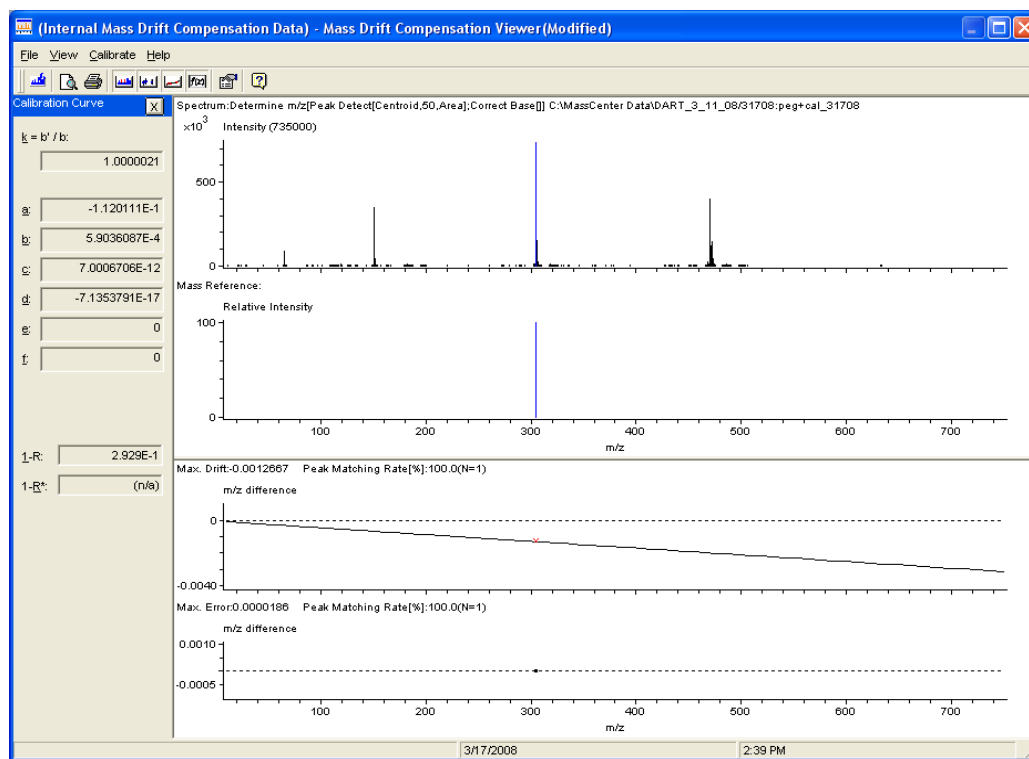 (Internal Mass Drift Compensation Data) - Mass Drift Compensation Viewer(Modified)
File View Calibrate Help
Calibration Curve X
k = b' / b:
1.0000021
a: -1.120111E-1
b: 5.9036087E-4
c: 7.0006706E-12
d: -7.1353791E-17
e: 0
f: 0
1-R: 2.929E-1
1-R*: (n/a)
Spectrum:Determine m/z[Peak Detect[Centroid,50,Area];Correct Base[]] C:\MassCenter Data\DART_3_11_08/31708:peg+cal_31708
×10³ Intensity (735000)
500
0
Mass Reference:
Relative Intensity
100
0
100 200 300 400 500 600 700
m/z
Max. Drift:-0.0012667 Peak Matching Rate[%]:100.0(N=1)
m/z difference
0
-0.0040
Max. Error:0.0000186 Peak Matching Rate[%]:100.0(N=1)
m/z difference
0.0010
-0.0005
100 200 300 400 500 600 700
m/z
3/17/2008 2:39 PM